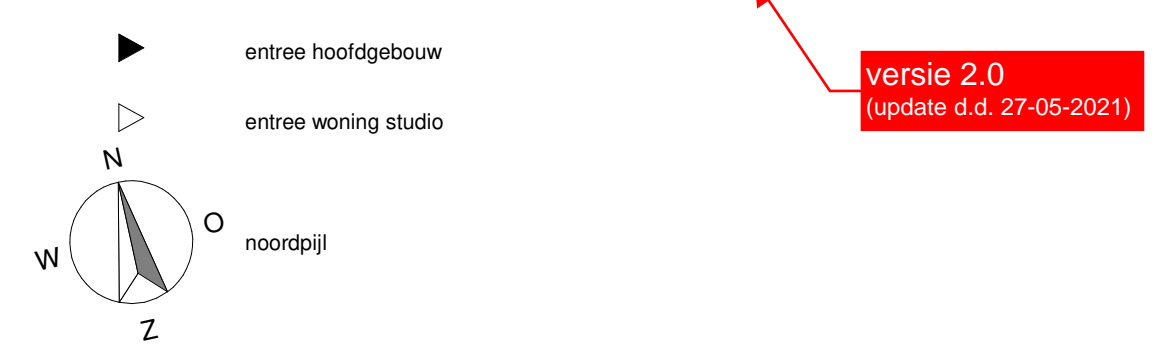 entree hoofdgebouw
versie 2.0
(update d.d. 27-05-2021)
entree woning studio
N
O
noordpijl
W
Z